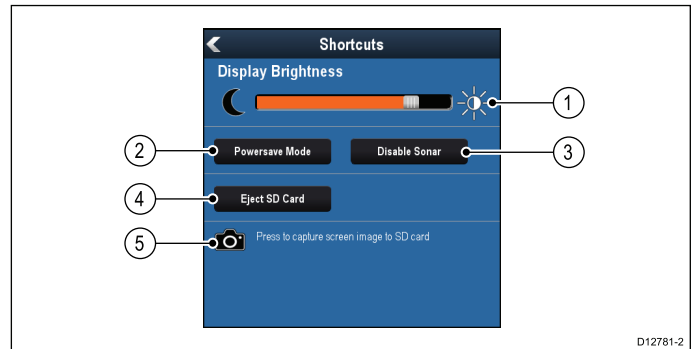 Shortcuts
Display Brightness
1
2
Powersave Mode
Disable Sonar
3
4
Eject SD Card
5
Press to capture screen image to SD card
D12781-2